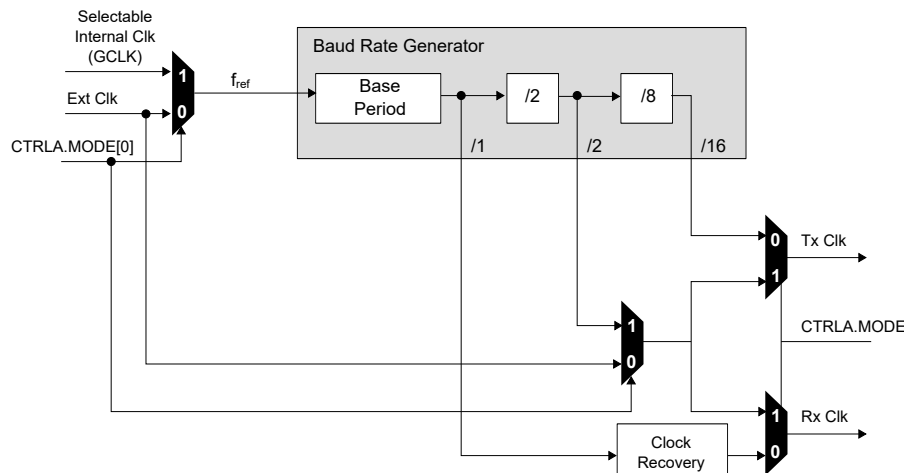 Selectable
Internal Clk
(GCLK)
Ext Clk
CTRLA.MODE[0]
1
0
fref
Baud Rate Generator
Base
Period
/2
/8
/1
/2
/16
0
1
Tx Clk
1
0
CTRLA.MODE
1
0
Rx Clk
Clock
Recovery